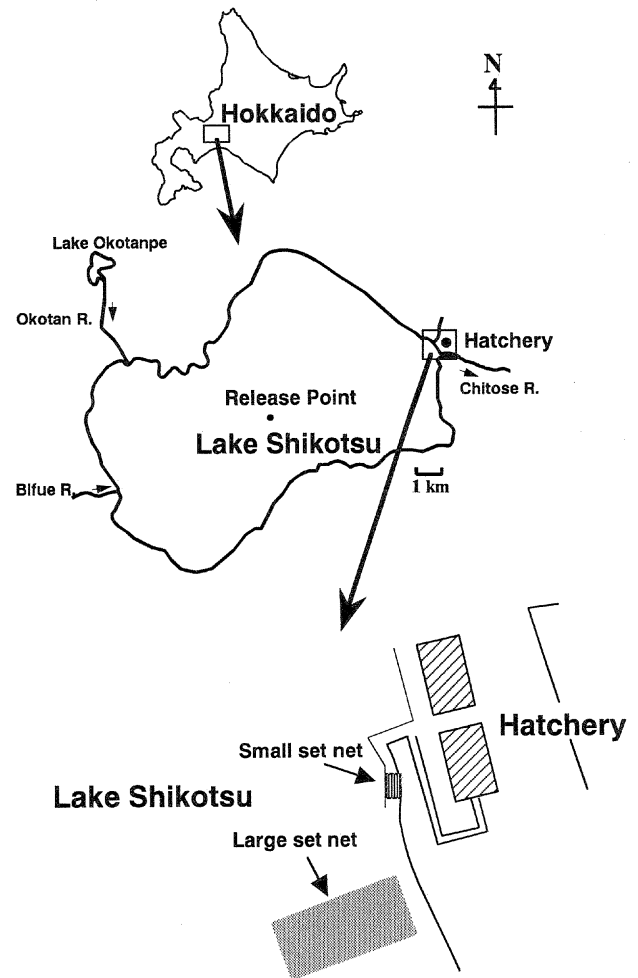 N
Hokkaido
Lake Okotanpe
Okotan R.
Hatchery
Chitose R.
Release Point
Lake Shikotsu
1 km
Bifue R.
Hatchery
Small set net
Lake Shikotsu
Large set net